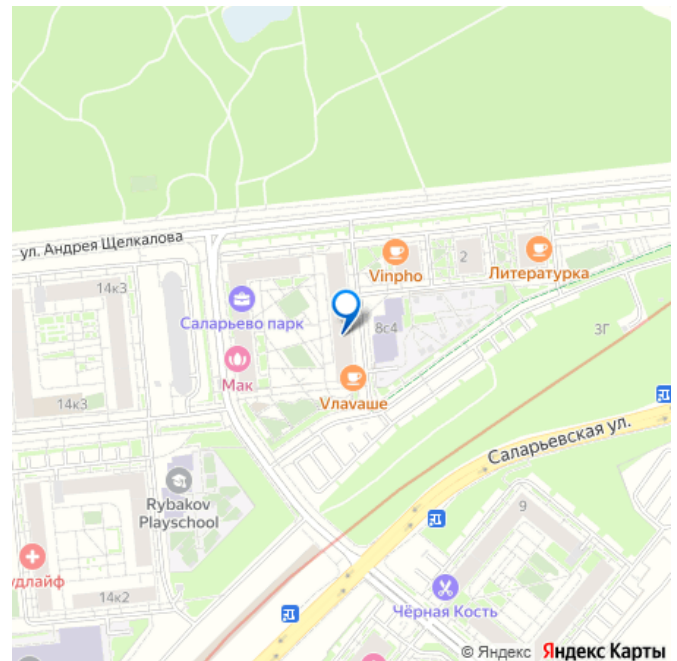 ул. Андрея Щелкалова
Vinpho
2
Литературка
14к3
Саларьево парк
8с4
3Г
Мак
Vлаvаше
14к3
Саларьевская ул.
Rybakov
Playschool
9
удлайф
14к2
Чёрная Кость
© Яндекс Яндекс Карты